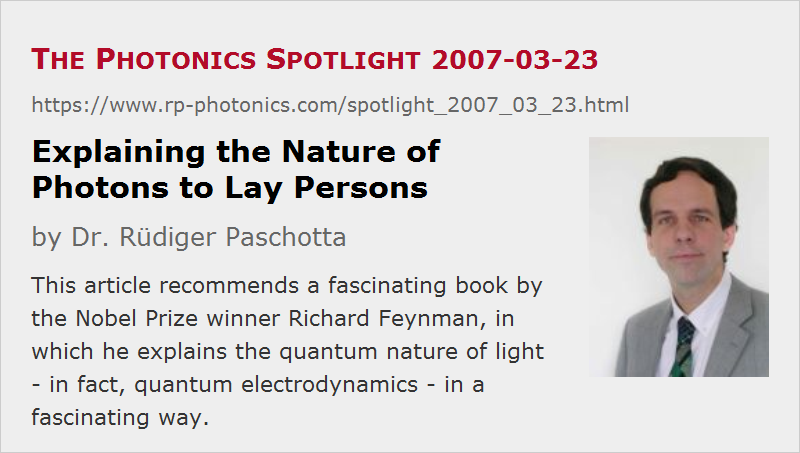 The Photonics Spotlight 2007-03-23
https://www.rp-photonics.com/spotlight_2007_03_23.html
Explaining the Nature of
Photons to Lay Persons
by Dr. Rüdiger Paschotta
This article recommends a fascinating book by
the Nobel Prize winner Richard Feynman, in
which he explains the quantum nature of light
- in fact, quantum electrodynamics - in a
fascinating way.